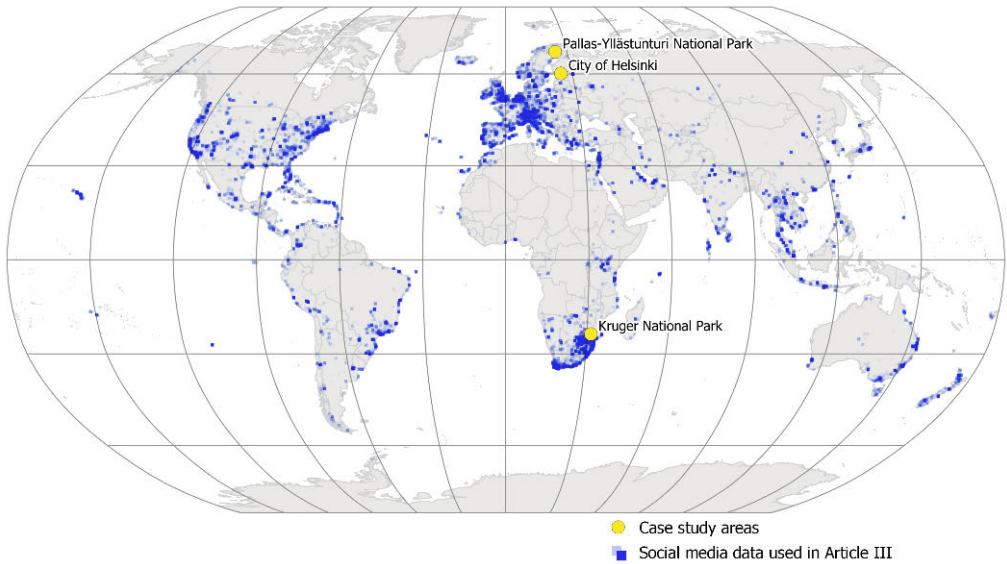 Pallas-Yllästunturi National Park
City of Helsinki
Kruger National Park
Case study areas
Social media data used in Article III